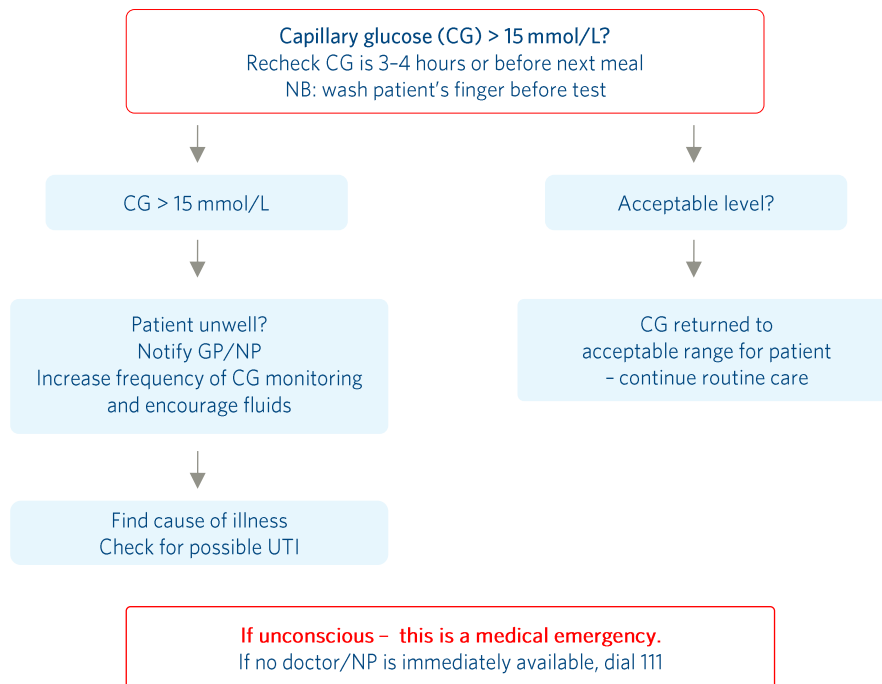 Capillary glucose (CG) > 15 mmol/L?
Recheck CG is 3–4 hours or before next meal
NB: wash patient's finger before test
CG > 15 mmol/L
Acceptable level?
Patient unwell?
Notify GP/NP
Increase frequency of CG monitoring
and encourage fluids
CG returned to
acceptable range for patient
– continue routine care
Find cause of illness
Check for possible UTI
If unconscious – this is a medical emergency.
If no doctor/NP is immediately available, dial 111